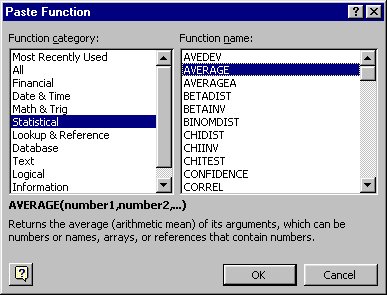 Paste Function
?
Function category:
Most Recently Used
All
Financial
Date & Time
Math & Trig
Statistical
Lookup & Reference
Database
Text
Logical
Information
Function name:
AVEDEV
AVERAGE
AVERAGEA
BETADIST
BETAINV
BINOMDIST
CHIDIST
CHIINV
CHITEST
CONFIDENCE
CORREL
AVERAGE(number1,number2,...)
Returns the average (arithmetic mean) of its arguments, which can be
numbers or names, arrays, or references that contain numbers.
?
OK
Cancel